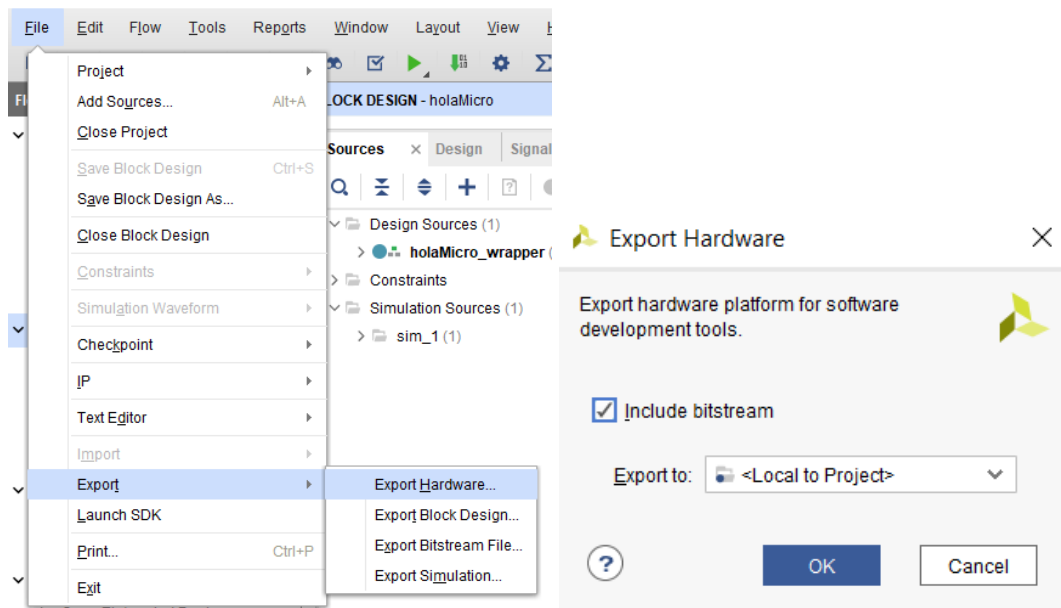 File Edit Flow Tools Reports Window Layout View
Project
Add Sources... Alt+A
Close Project
Save Block Design Ctrl+S
Save Block Design As...
Close Block Design
Constraints
Simulation Waveform
Checkpoint
IP
Text Editor
Import
Export
Launch SDK
Print... Ctrl+P
Exit
Export Hardware...
Export Block Design...
Export Bitstream File...
Export Simulation...
LOCK DESIGN - holaMicro
Sources × Design Signal
Design Sources (1)
holaMicro_wrapper (
Constraints
Simulation Sources (1)
sim_1 (1)
Export Hardware
Export hardware platform for software
development tools.
Include bitstream
Export to: <Local to Project>
? OK Cancel